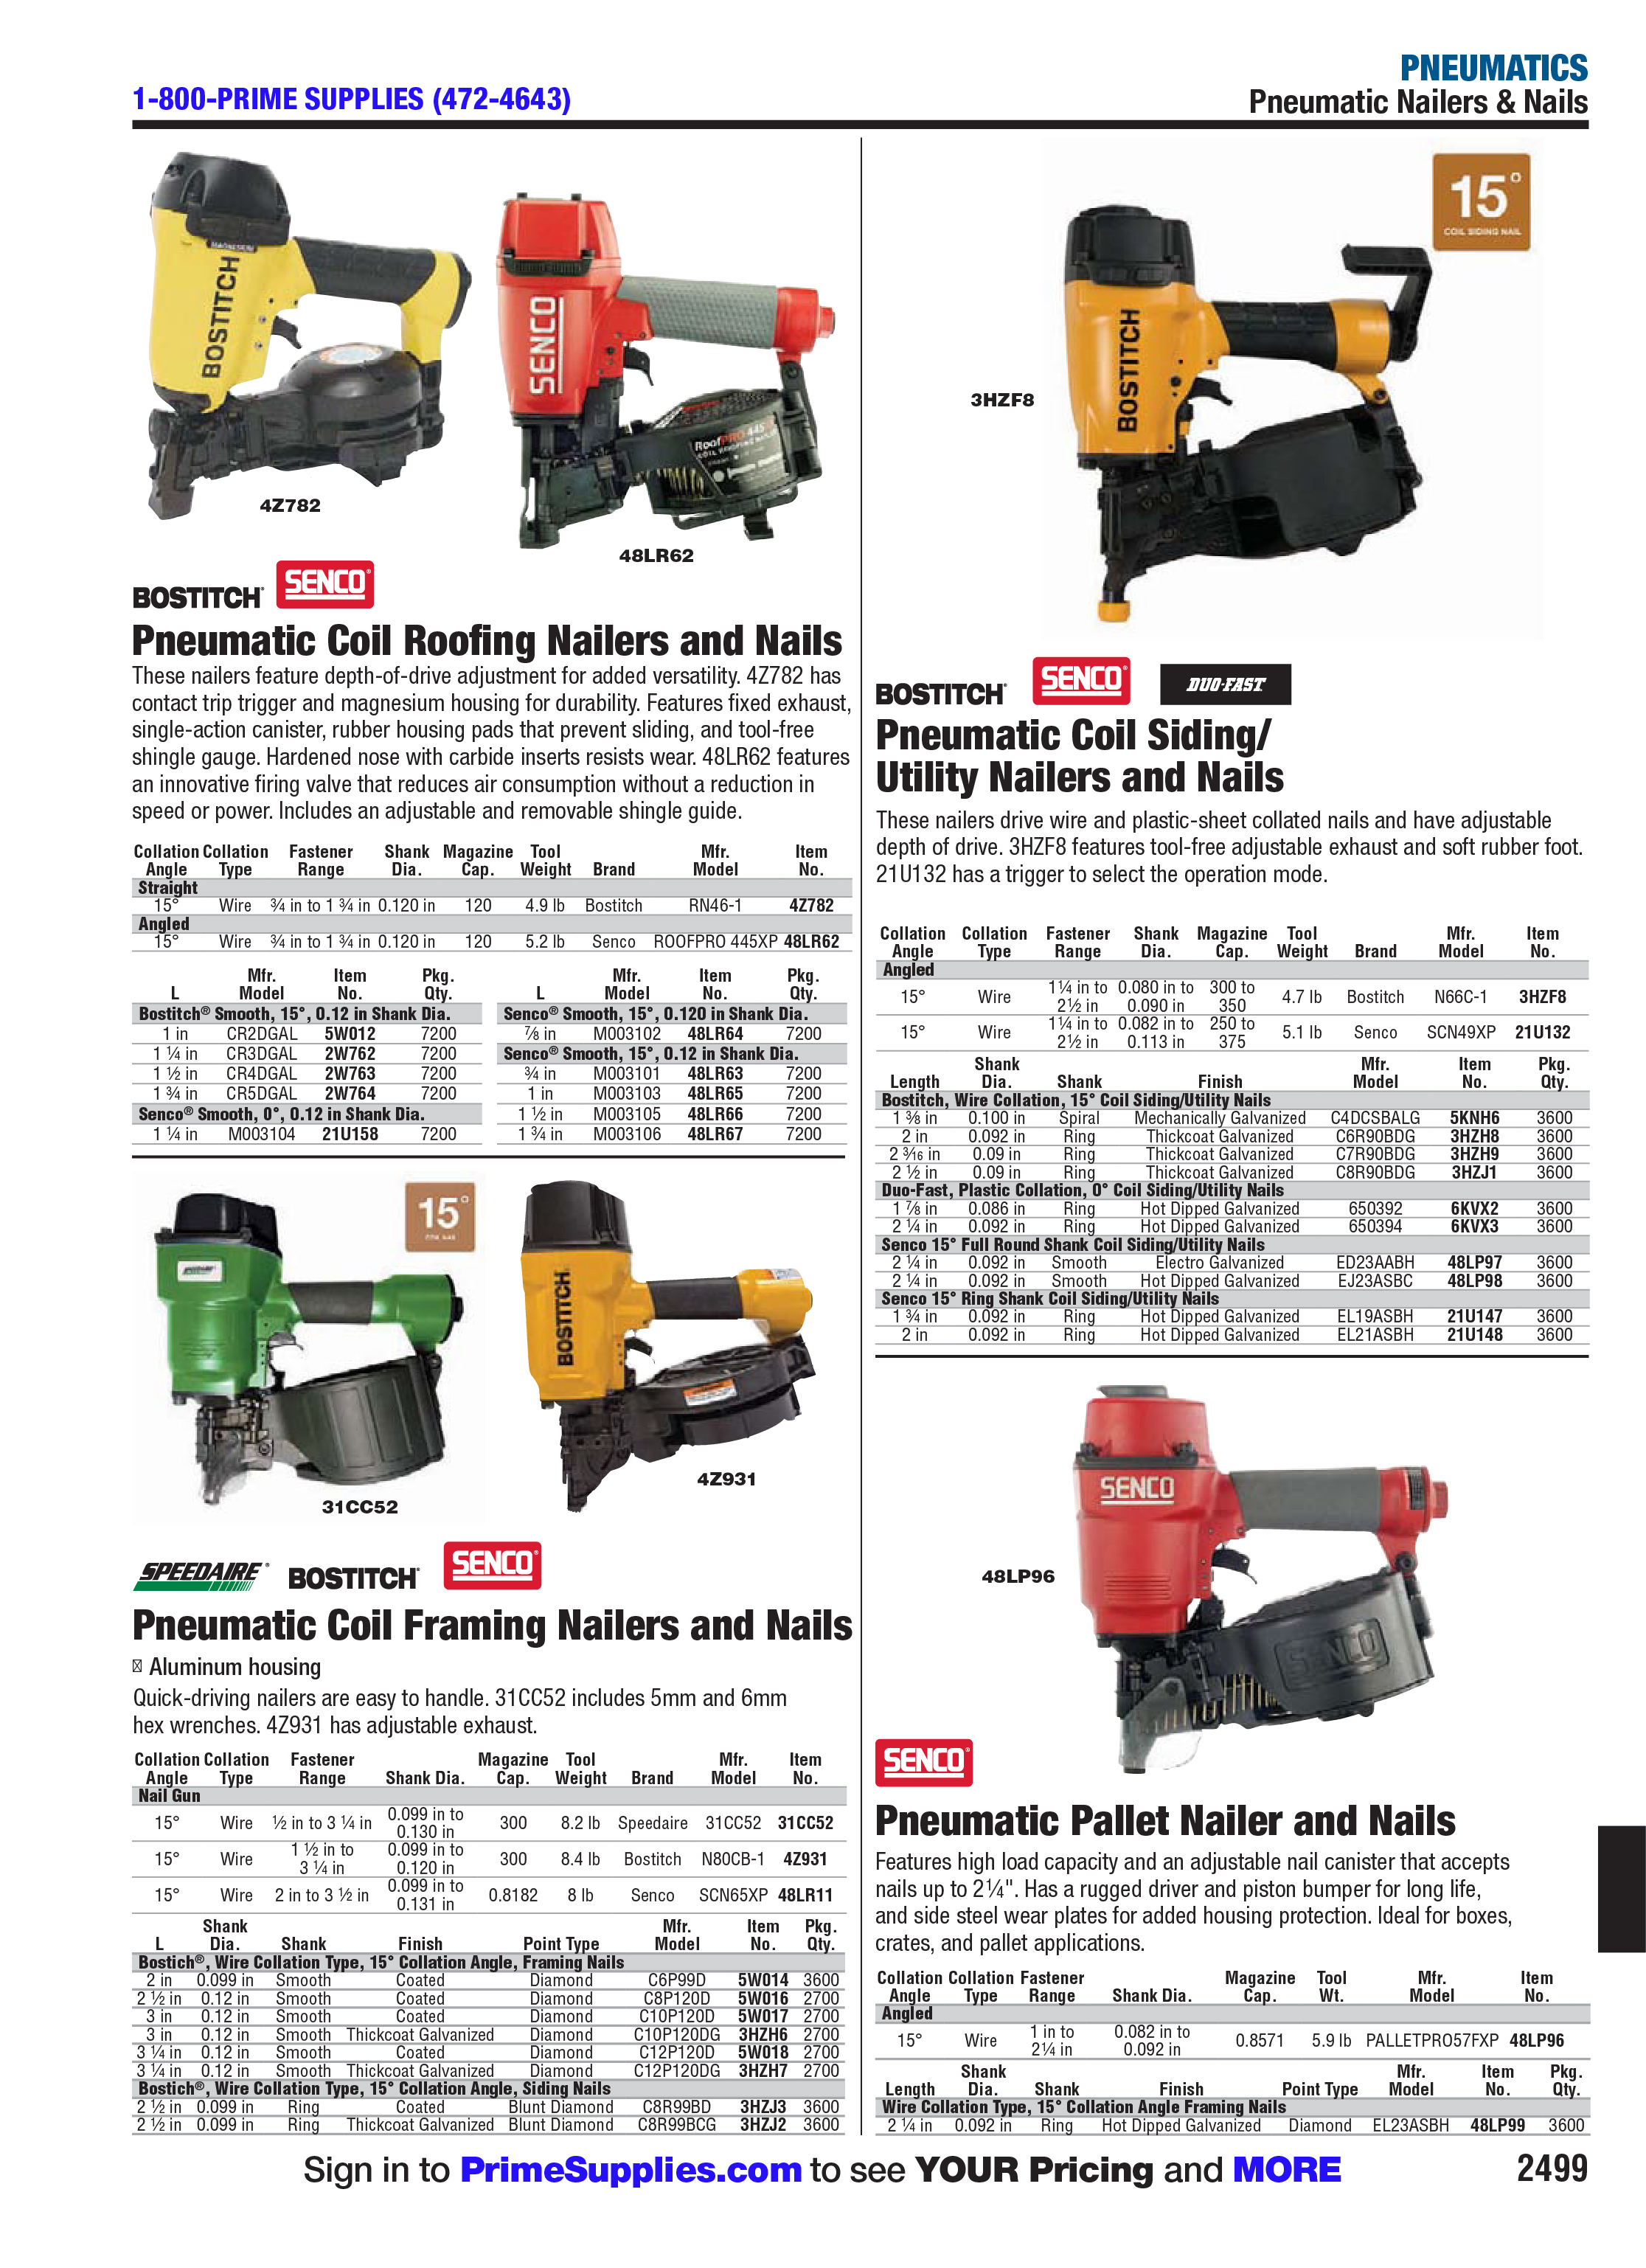 PNEUMATICS
1-800-PRIME SUPPLIES (472-4643)
Pneumatic Nailers & Nails
MAGNESIUM
BOSTITCH
4Z782
SENCO
RoofPRO 445
48LR62
BOSTITCH® SENCO®
Pneumatic Coil Roofing Nailers and Nails
These nailers feature depth-of-drive adjustment for added versatility. 4Z782 has
contact trip trigger and magnesium housing for durability. Features fixed exhaust,
single-action canister, rubber housing pads that prevent sliding, and tool-free
shingle gauge. Hardened nose with carbide inserts resists wear. 48LR62 features
an innovative firing valve that reduces air consumption without a reduction in
speed or power. Includes an adjustable and removable shingle guide.
Collation Collation Fastener Shank Magazine Tool Mfr. Item
Angle Type Range Dia. Cap. Weight Brand Model No.
Straight
15° Wire ¾ in to 1 ¾ in 0.120 in 120 4.9 lb Bostitch RN46-1 4Z782
Angled
15° Wire ¾ in to 1 ¾ in 0.120 in 120 5.2 lb Senco ROOFPRO 445XP 48LR62
Mfr. Item Pkg.
L Model No. Qty.
Bostitch® Smooth, 15°, 0.12 in Shank Dia.
1 in CR2DGAL 5W012 7200
1 ¼ in CR3DGAL 2W762 7200
1 ½ in CR4DGAL 2W763 7200
1 ¾ in CR5DGAL 2W764 7200
Senco® Smooth, 0°, 0.12 in Shank Dia.
1 ¼ in M003104 21U158 7200
Mfr. Item Pkg.
L Model No. Qty.
Senco® Smooth, 15°, 0.120 in Shank Dia.
⅞ in M003102 48LR64 7200
Senco® Smooth, 15°, 0.12 in Shank Dia.
¾ in M003101 48LR63 7200
1 in M003103 48LR65 7200
1 ½ in M003105 48LR66 7200
1 ¾ in M003106 48LR67 7200
15°
COIL NAIL
31CC52
BOSTITCH
4Z931
SPEEDAIRE® BOSTITCH® SENCO®
Pneumatic Coil Framing Nailers and Nails
Aluminum housing
Quick-driving nailers are easy to handle. 31CC52 includes 5mm and 6mm
hex wrenches. 4Z931 has adjustable exhaust.
Collation Collation Fastener Magazine Tool Mfr. Item
Angle Type Range Shank Dia. Cap. Weight Brand Model No.
Nail Gun
15° Wire ½ in to 3 ¼ in 0.099 in to 0.130 in 300 8.2 lb Speedaire 31CC52 31CC52
15° Wire 1 ½ in to 3 ¼ in 0.099 in to 0.120 in 300 8.4 lb Bostitch N80CB-1 4Z931
15° Wire 2 in to 3 ½ in 0.099 in to 0.131 in 0.8182 8 lb Senco SCN65XP 48LR11
Shank Mfr. Item Pkg.
L Dia. Shank Finish Point Type Model No. Qty.
Bostich®, Wire Collation Type, 15° Collation Angle, Framing Nails
2 in 0.099 in Smooth Coated Diamond C6P99D 5W014 3600
2 ½ in 0.12 in Smooth Coated Diamond C8P120D 5W016 2700
3 in 0.12 in Smooth Coated Diamond C10P120D 5W017 2700
3 in 0.12 in Smooth Thickcoat Galvanized Diamond C10P120DG 3HZH6 2700
3 ¼ in 0.12 in Smooth Coated Diamond C12P120D 5W018 2700
3 ¼ in 0.12 in Smooth Thickcoat Galvanized Diamond C12P120DG 3HZH7 2700
Bostich®, Wire Collation Type, 15° Collation Angle, Siding Nails
2 ½ in 0.099 in Ring Coated Blunt Diamond C8R99BD 3HZJ3 3600
2 ½ in 0.099 in Ring Thickcoat Galvanized Blunt Diamond C8R99BCG 3HZJ2 3600
15°
COIL SIDING NAIL
BOSTITCH
3HZF8
BOSTITCH® SENCO® DUO-FAST
Pneumatic Coil Siding/
Utility Nailers and Nails
These nailers drive wire and plastic-sheet collated nails and have adjustable
depth of drive. 3HZF8 features tool-free adjustable exhaust and soft rubber foot.
21U132 has a trigger to select the operation mode.
Collation Collation Fastener Shank Magazine Tool Mfr. Item
Angle Type Range Dia. Cap. Weight Brand Model No.
Angled
15° Wire 1¼ in to 2½ in 0.080 in to 0.090 in 300 to 350 4.7 lb Bostitch N66C-1 3HZF8
15° Wire 1¼ in to 2½ in 0.082 in to 0.113 in 250 to 375 5.1 lb Senco SCN49XP 21U132
Shank Mfr. Item Pkg.
Length Dia. Shank Finish Model No. Qty.
Bostitch, Wire Collation, 15° Coil Siding/Utility Nails
1 ⅜ in 0.100 in Spiral Mechanically Galvanized C4DCSBALG 5KNH6 3600
2 in 0.092 in Ring Thickcoat Galvanized C6R90BDG 3HZH8 3600
2 3⁄16 in 0.09 in Ring Thickcoat Galvanized C7R90BDG 3HZH9 3600
2 ½ in 0.09 in Ring Thickcoat Galvanized C8R90BDG 3HZJ1 3600
Duo-Fast, Plastic Collation, 0° Coil Siding/Utility Nails
1 ⅞ in 0.086 in Ring Hot Dipped Galvanized 650392 6KVX2 3600
2 ¼ in 0.092 in Ring Hot Dipped Galvanized 650394 6KVX3 3600
Senco 15° Full Round Shank Coil Siding/Utility Nails
2 ¼ in 0.092 in Smooth Electro Galvanized ED23AABH 48LP97 3600
2 ¼ in 0.092 in Smooth Hot Dipped Galvanized EJ23ASBC 48LP98 3600
Senco 15° Ring Shank Coil Siding/Utility Nails
1 ¾ in 0.092 in Ring Hot Dipped Galvanized EL19ASBH 21U147 3600
2 in 0.092 in Ring Hot Dipped Galvanized EL21ASBH 21U148 3600
SENCO
48LP96
SENCO
SENCO®
Pneumatic Pallet Nailer and Nails
Features high load capacity and an adjustable nail canister that accepts
nails up to 2¼". Has a rugged driver and piston bumper for long life,
and side steel wear plates for added housing protection. Ideal for boxes,
crates, and pallet applications.
Collation Collation Fastener Magazine Tool Mfr. Item
Angle Type Range Shank Dia. Cap. Wt. Model No.
Angled
15° Wire 1 in to 2¼ in 0.082 in to 0.092 in 0.8571 5.9 lb PALLETPRO57FXP 48LP96
Shank Mfr. Item Pkg.
Length Dia. Shank Finish Point Type Model No. Qty.
Wire Collation Type, 15° Collation Angle Framing Nails
2 ¼ in 0.092 in Ring Hot Dipped Galvanized Diamond EL23ASBH 48LP99 3600
Sign in to PrimeSupplies.com to see YOUR Pricing and MORE
2499